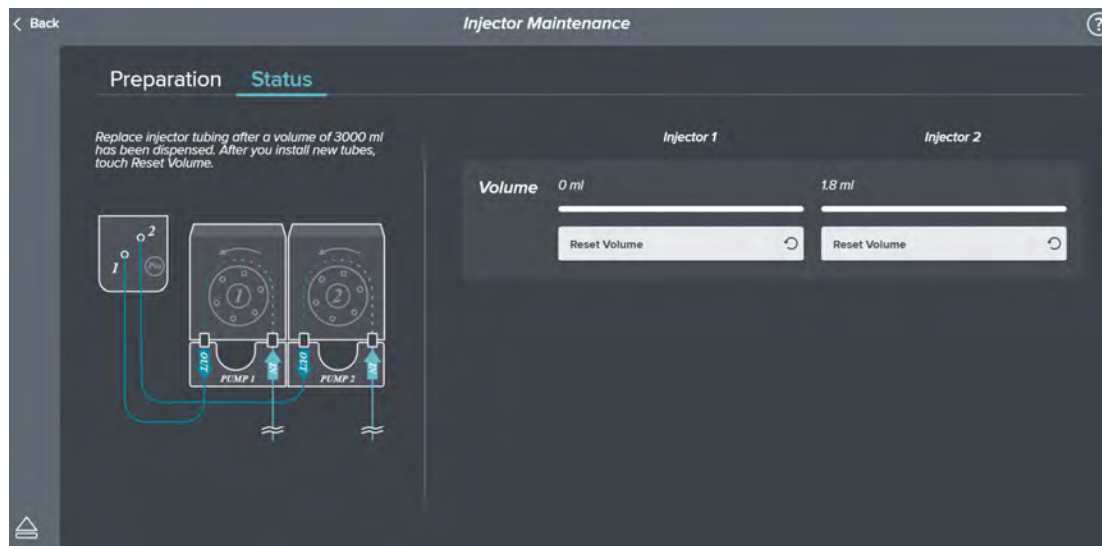 Back
Injector Maintenance
?
Preparation Status
Replace injector tubing after a volume of 3000 ml
has been dispensed. After you install new tubes,
touch Reset Volume.
Injector 1
Injector 2
Volume
0 ml
1.8 ml
Reset Volume
Reset Volume
2
1
1
2
OUT
IN
OUT
IN
PUMP 1
PUMP 2